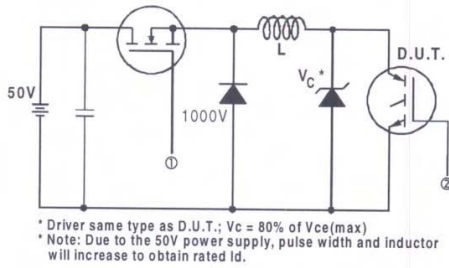 D.U.T.
L
V_C *
50V
1000V
①
②
* Driver same type as D.U.T.; Vc = 80% of Vce(max)
* Note: Due to the 50V power supply, pulse width and inductor
will increase to obtain rated Id.